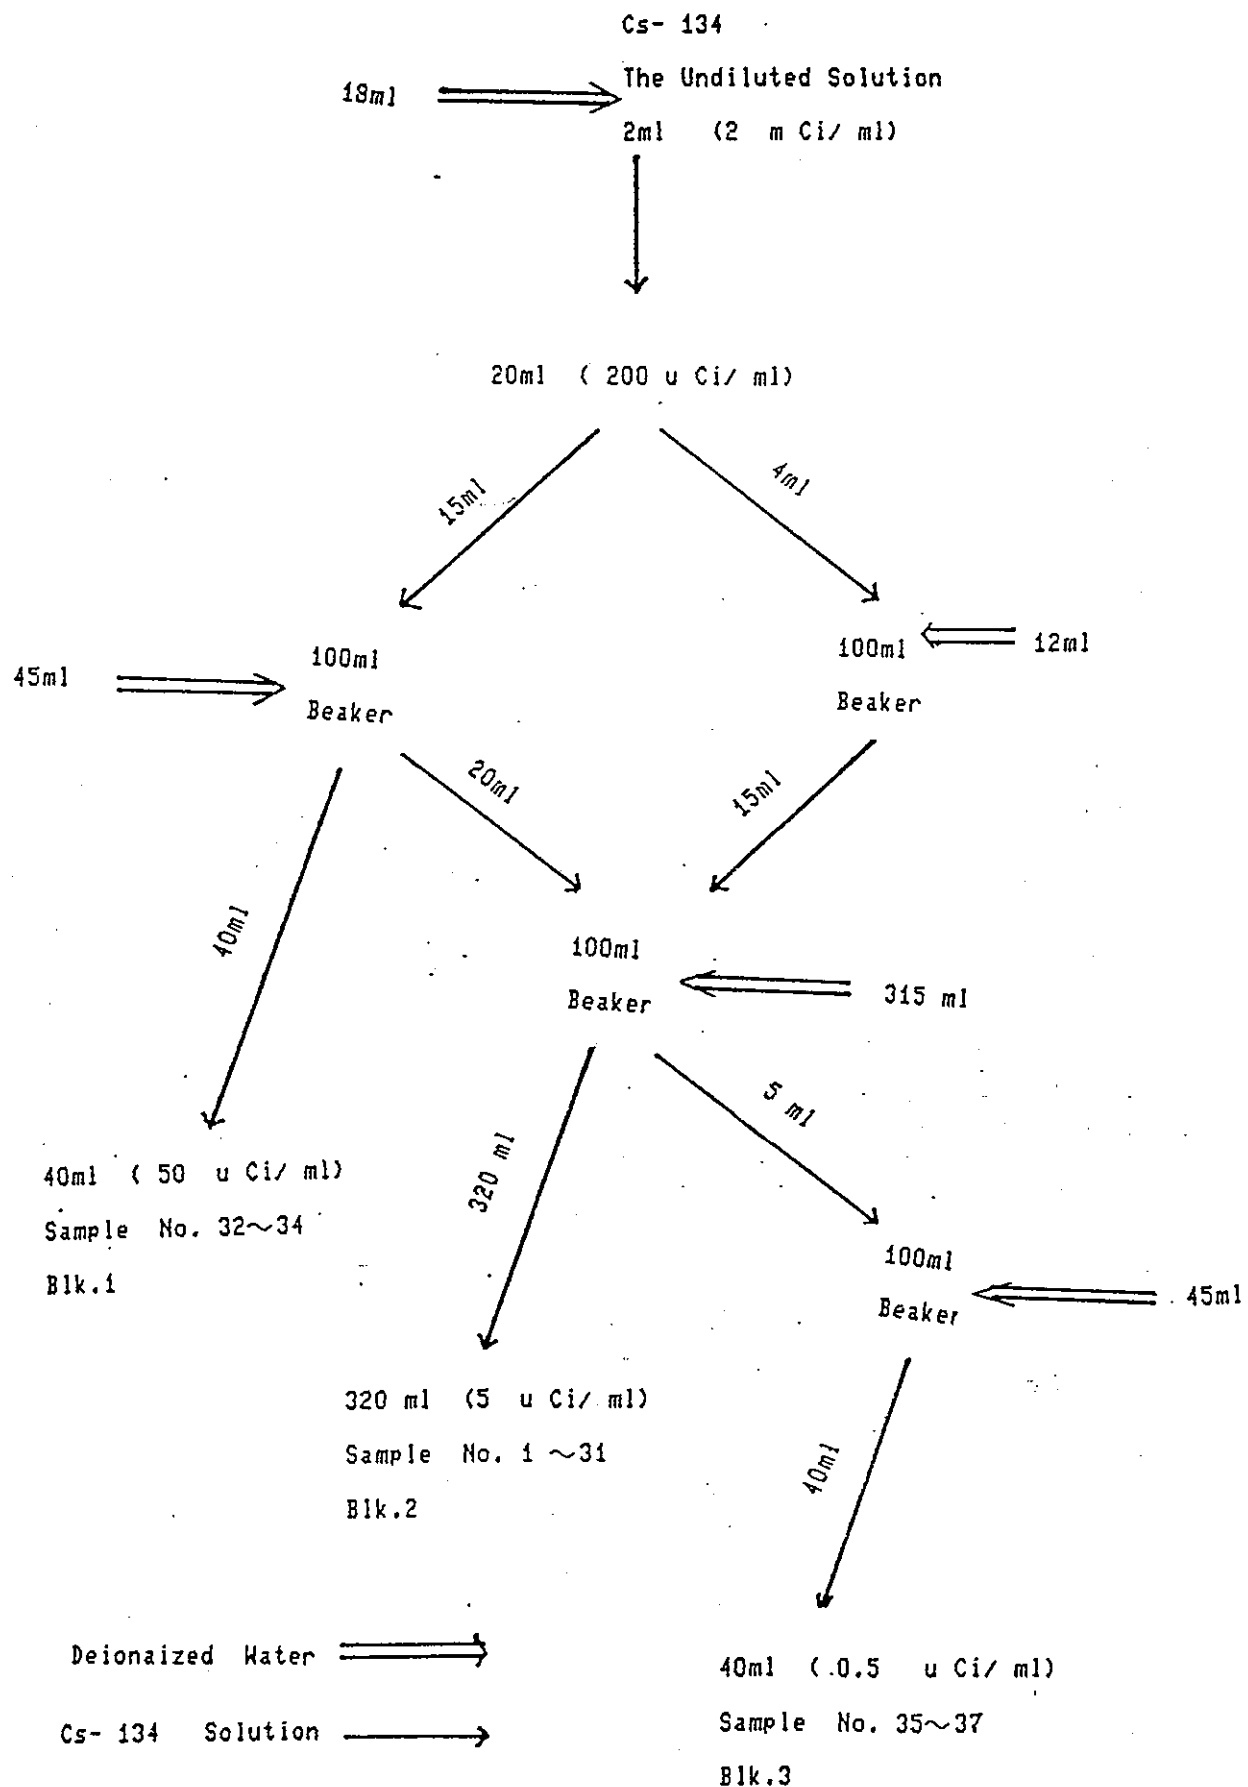 Cs- 134
The Undiluted Solution
18ml
2ml (2 m Ci/ ml)
20ml ( 200 u Ci/ ml)
15ml
4ml
100ml
Beaker
45ml
100ml
Beaker
12ml
20ml
15ml
40ml
100ml
Beaker
315 ml
5 ml
320 ml
40ml ( 50 u Ci/ ml)
Sample No. 32~34
Blk.1
100ml
Beaker
45ml
320 ml (5 u Ci/ ml)
Sample No. 1 ~31
Blk.2
40ml
Deionaized Water
Cs- 134 Solution
40ml ( 0.5 u Ci/ ml)
Sample No. 35~37
Blk.3